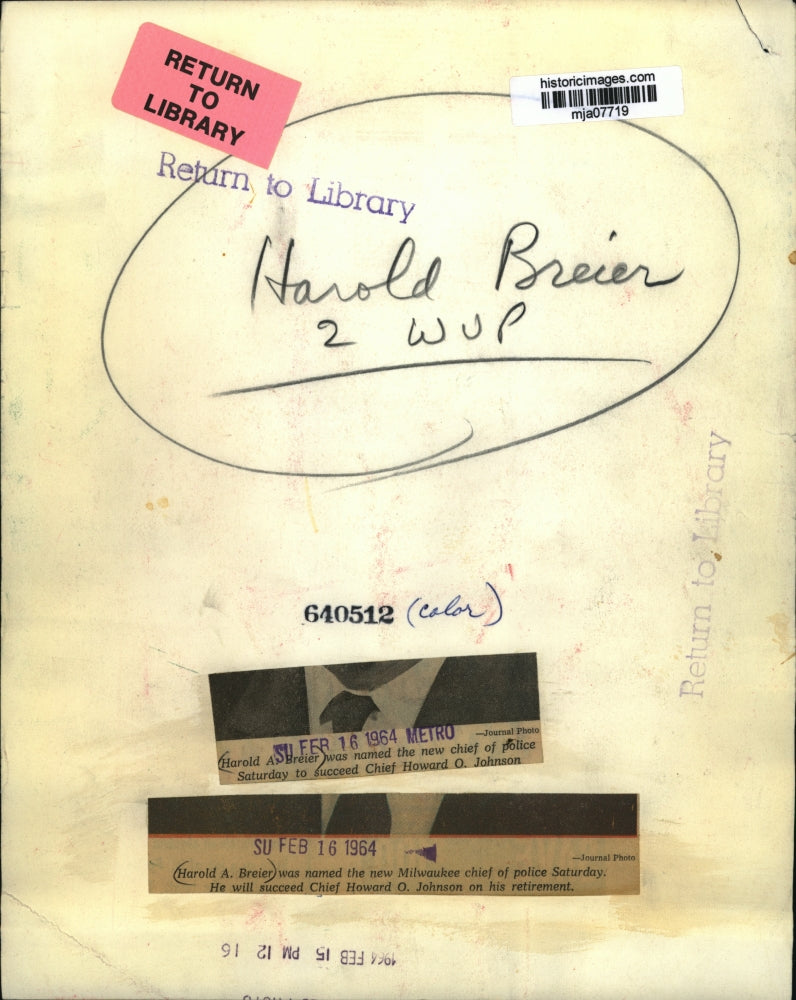 RETURN
TO
LIBRARY
historicimages.com
mja07719
Return to Library
Harold Breier
2 WUP
Return to Library
640512 (color)
SU FEB 16 1964 METRO
—Journal Photo
Harold A. Breier was named the new chief of police
Saturday to succeed Chief Howard O. Johnson
SU FEB 16 1964
—Journal Photo
Harold A. Breier was named the new Milwaukee chief of police Saturday.
He will succeed Chief Howard O. Johnson on his retirement.
1964 FEB 15 PM 12 16